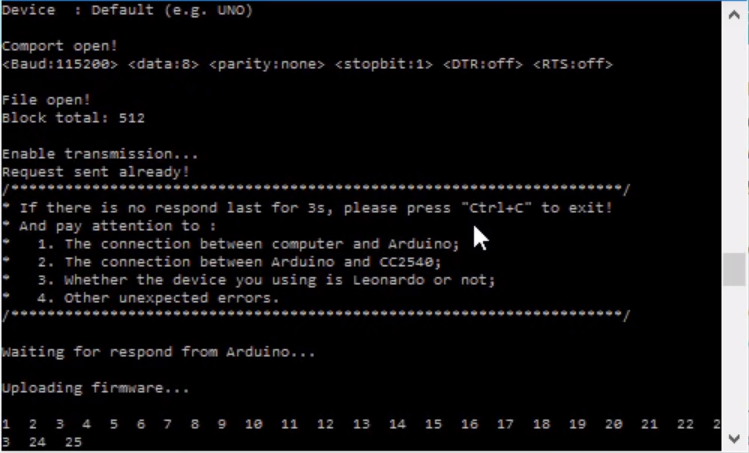 Device  : Default (e.g. UNO)
Comport open!
<Baud:115200> <data:8> <parity:none> <stopbit:1> <DTR:off> <RTS:off>
File open!
Block total: 512
Enable transmission...
Request sent already!
/********************************************************************/
* If there is no respond last for 3s, please press "Ctrl+C" to exit!
* And pay attention to :
*   1. The connection between computer and Arduino;
*   2. The connection between Arduino and CC2540;
*   3. Whether the device you using is Leonardo or not;
*   4. Other unexpected errors.
/********************************************************************/
Waiting for respond from Arduino...
Uploading firmware...
1  2  3  4  5  6  7  8  9  10  11  12  13  14  15  16  17  18  19  20  21  22  2
3  24  25